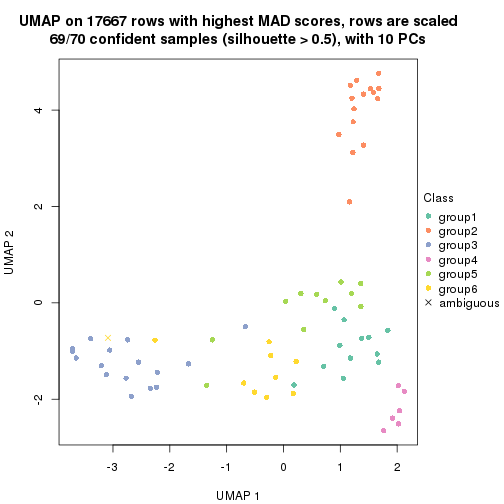 UMAP on 17667 rows with highest MAD scores, rows are scaled
69/70 confident samples (silhouette > 0.5), with 10 PCs
4
2
0
-2
UMAP 2
-3
-2
-1
0
1
2
UMAP 1
Class
group1
group2
group3
group4
group5
group6
ambiguous